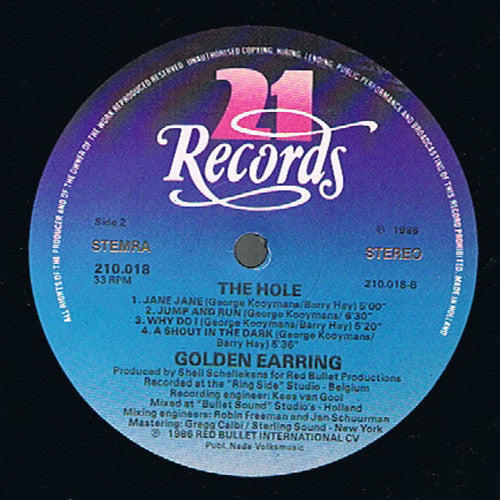 ALL RIGHTS OF THE PRODUCER AND OF THE OWNER OF THE WORK REPRODUCED RESERVED. UNAUTHORISED COPYING, HIRING, LENDING, PUBLIC PERFORMANCE AND BROADCASTING OF THIS RECORD PROHIBITED. MADE IN HOLLAND
21
Records
Side 2
℗ 1986
STEMRA
STEREO
210.018
33 RPM
210.018-B
THE HOLE
1. JANE JANE (George Kooymans/Barry Hay) 5'00"
2. JUMP AND RUN (George Kooymans/ 6'30"
3. WHY DO I (George Kooymans/Barry Hay) 5'20"
4. A SHOUT IN THE DARK (George Kooymans/
Barry Hay) 5'36"
GOLDEN EARRING
Produced by Shell Schellekens for Red Bullet Productions
Recorded at the "Ring Side" Studio - Belgium
Recording engineer: Kees van Gool
Mixed at "Bullet Sound" Studio's - Holland
Mixing engineers: Robin Freeman and Jan Schuurman
Mastering: Gregg Calbi / Sterling Sound - New York
℗ 1986 RED BULLET INTERNATIONAL CV
Publ. Nada-Volksmusic